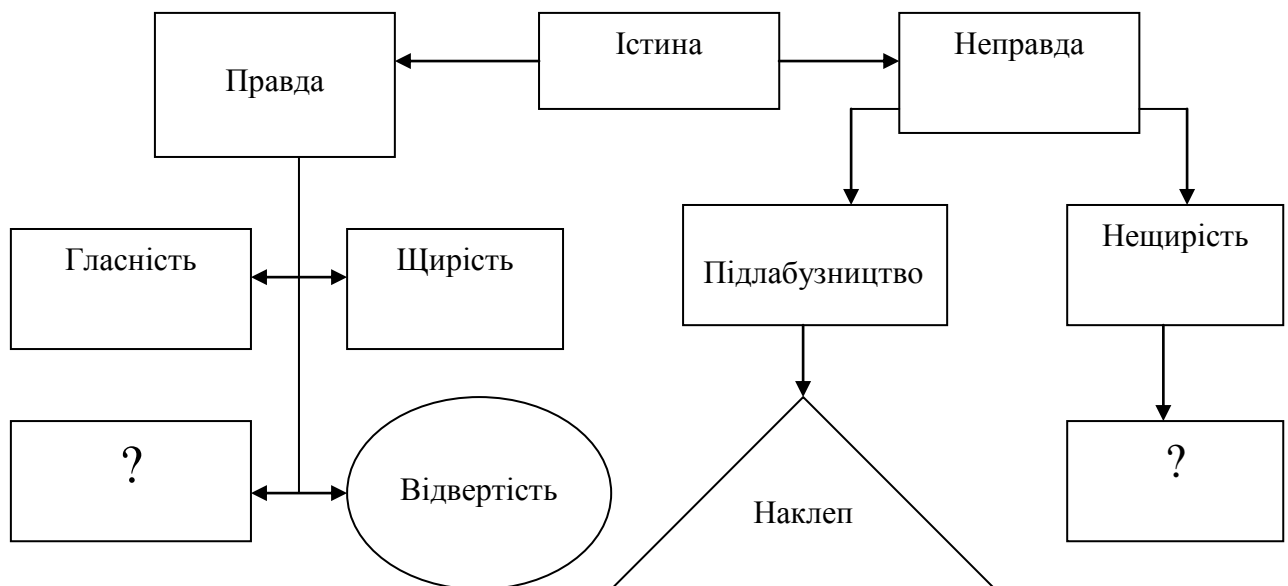 Істина
Неправда
Правда
Гласність
Щирість
Підлабузництво
Нещирість
?
Відвертість
Наклеп
?